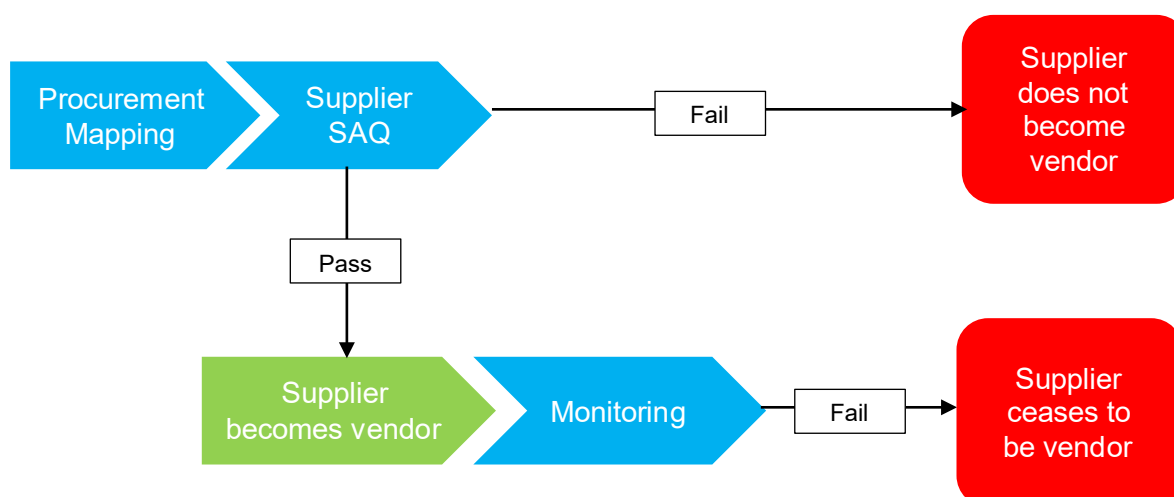 Procurement
Mapping
Supplier
SAQ
Fail
Supplier
does not
become
vendor
Pass
Supplier
becomes vendor
Monitoring
Fail
Supplier
ceases to
be vendor